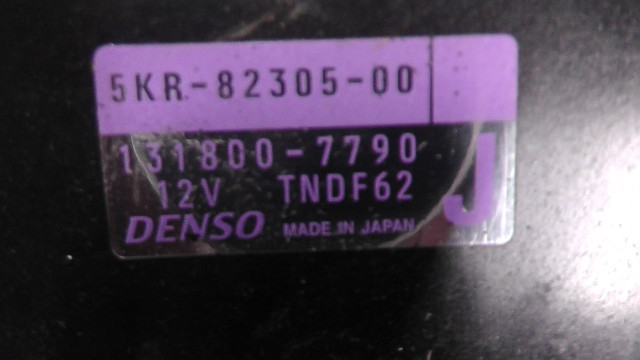 5KR-82305-00
131800-7790
12V TNDF62
J
DENSO MADE IN JAPAN